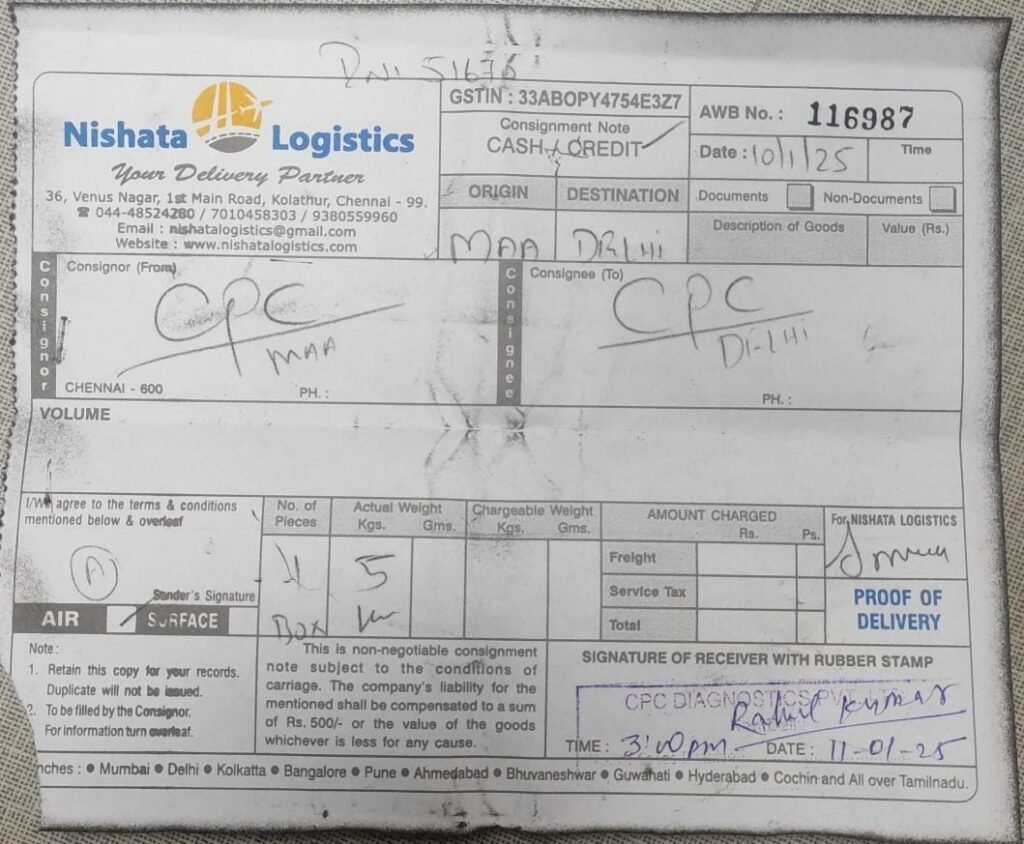 Nishata Logistics
Your Delivery Partner
36, Venus Nagar, 1st Main Road, Kolathur, Chennai - 99.
☎ 044-48524280 / 7010458303 / 9380559960
Email : nishatalogistics@gmail.com
Website : www.nishatalogistics.com
GSTIN : 33ABOPY4754E3Z7
Consignment Note
CASH / CREDIT
AWB No. : 116987
Date : 10/1/25
Time
ORIGIN DESTINATION
MAA DELHI
Documents Non-Documents
Description of Goods Value (Rs.)
Consignor
Consignor (From)
CPC
MAA
CHENNAI - 600 PH. :
Consignee
Consignee (To)
CPC
DELHI
PH. :
VOLUME
I/We agree to the terms & conditions
mentioned below & overleaf
A
Sender's Signature
AIR SURFACE
No. of
Pieces
Box
Actual Weight
Kgs. Gms.
5
Chargeable Weight
Kgs. Gms.
AMOUNT CHARGED
Rs. Ps.
Freight
Service Tax
Total
For NISHATA LOGISTICS
PROOF OF
DELIVERY
Note :
1. Retain this copy for your records.
Duplicate will not be issued.
2. To be filled by the Consignor.
For information turn overleaf.
This is non-negotiable consignment
note subject to the conditions of
carriage. The company's liability for the
mentioned shall be compensated to a sum
of Rs. 500/- or the value of the goods
whichever is less for any cause.
SIGNATURE OF RECEIVER WITH RUBBER STAMP
CPC DIAGNOSTICS PVT
Rahul Kumar
TIME : 3:00pm DATE : 11-01-25
nches : ● Mumbai ● Delhi ● Kolkatta ● Bangalore ● Pune ● Ahmedabad ● Bhuvaneshwar ● Guwahati ● Hyderabad ● Cochin and All over Tamilnadu.